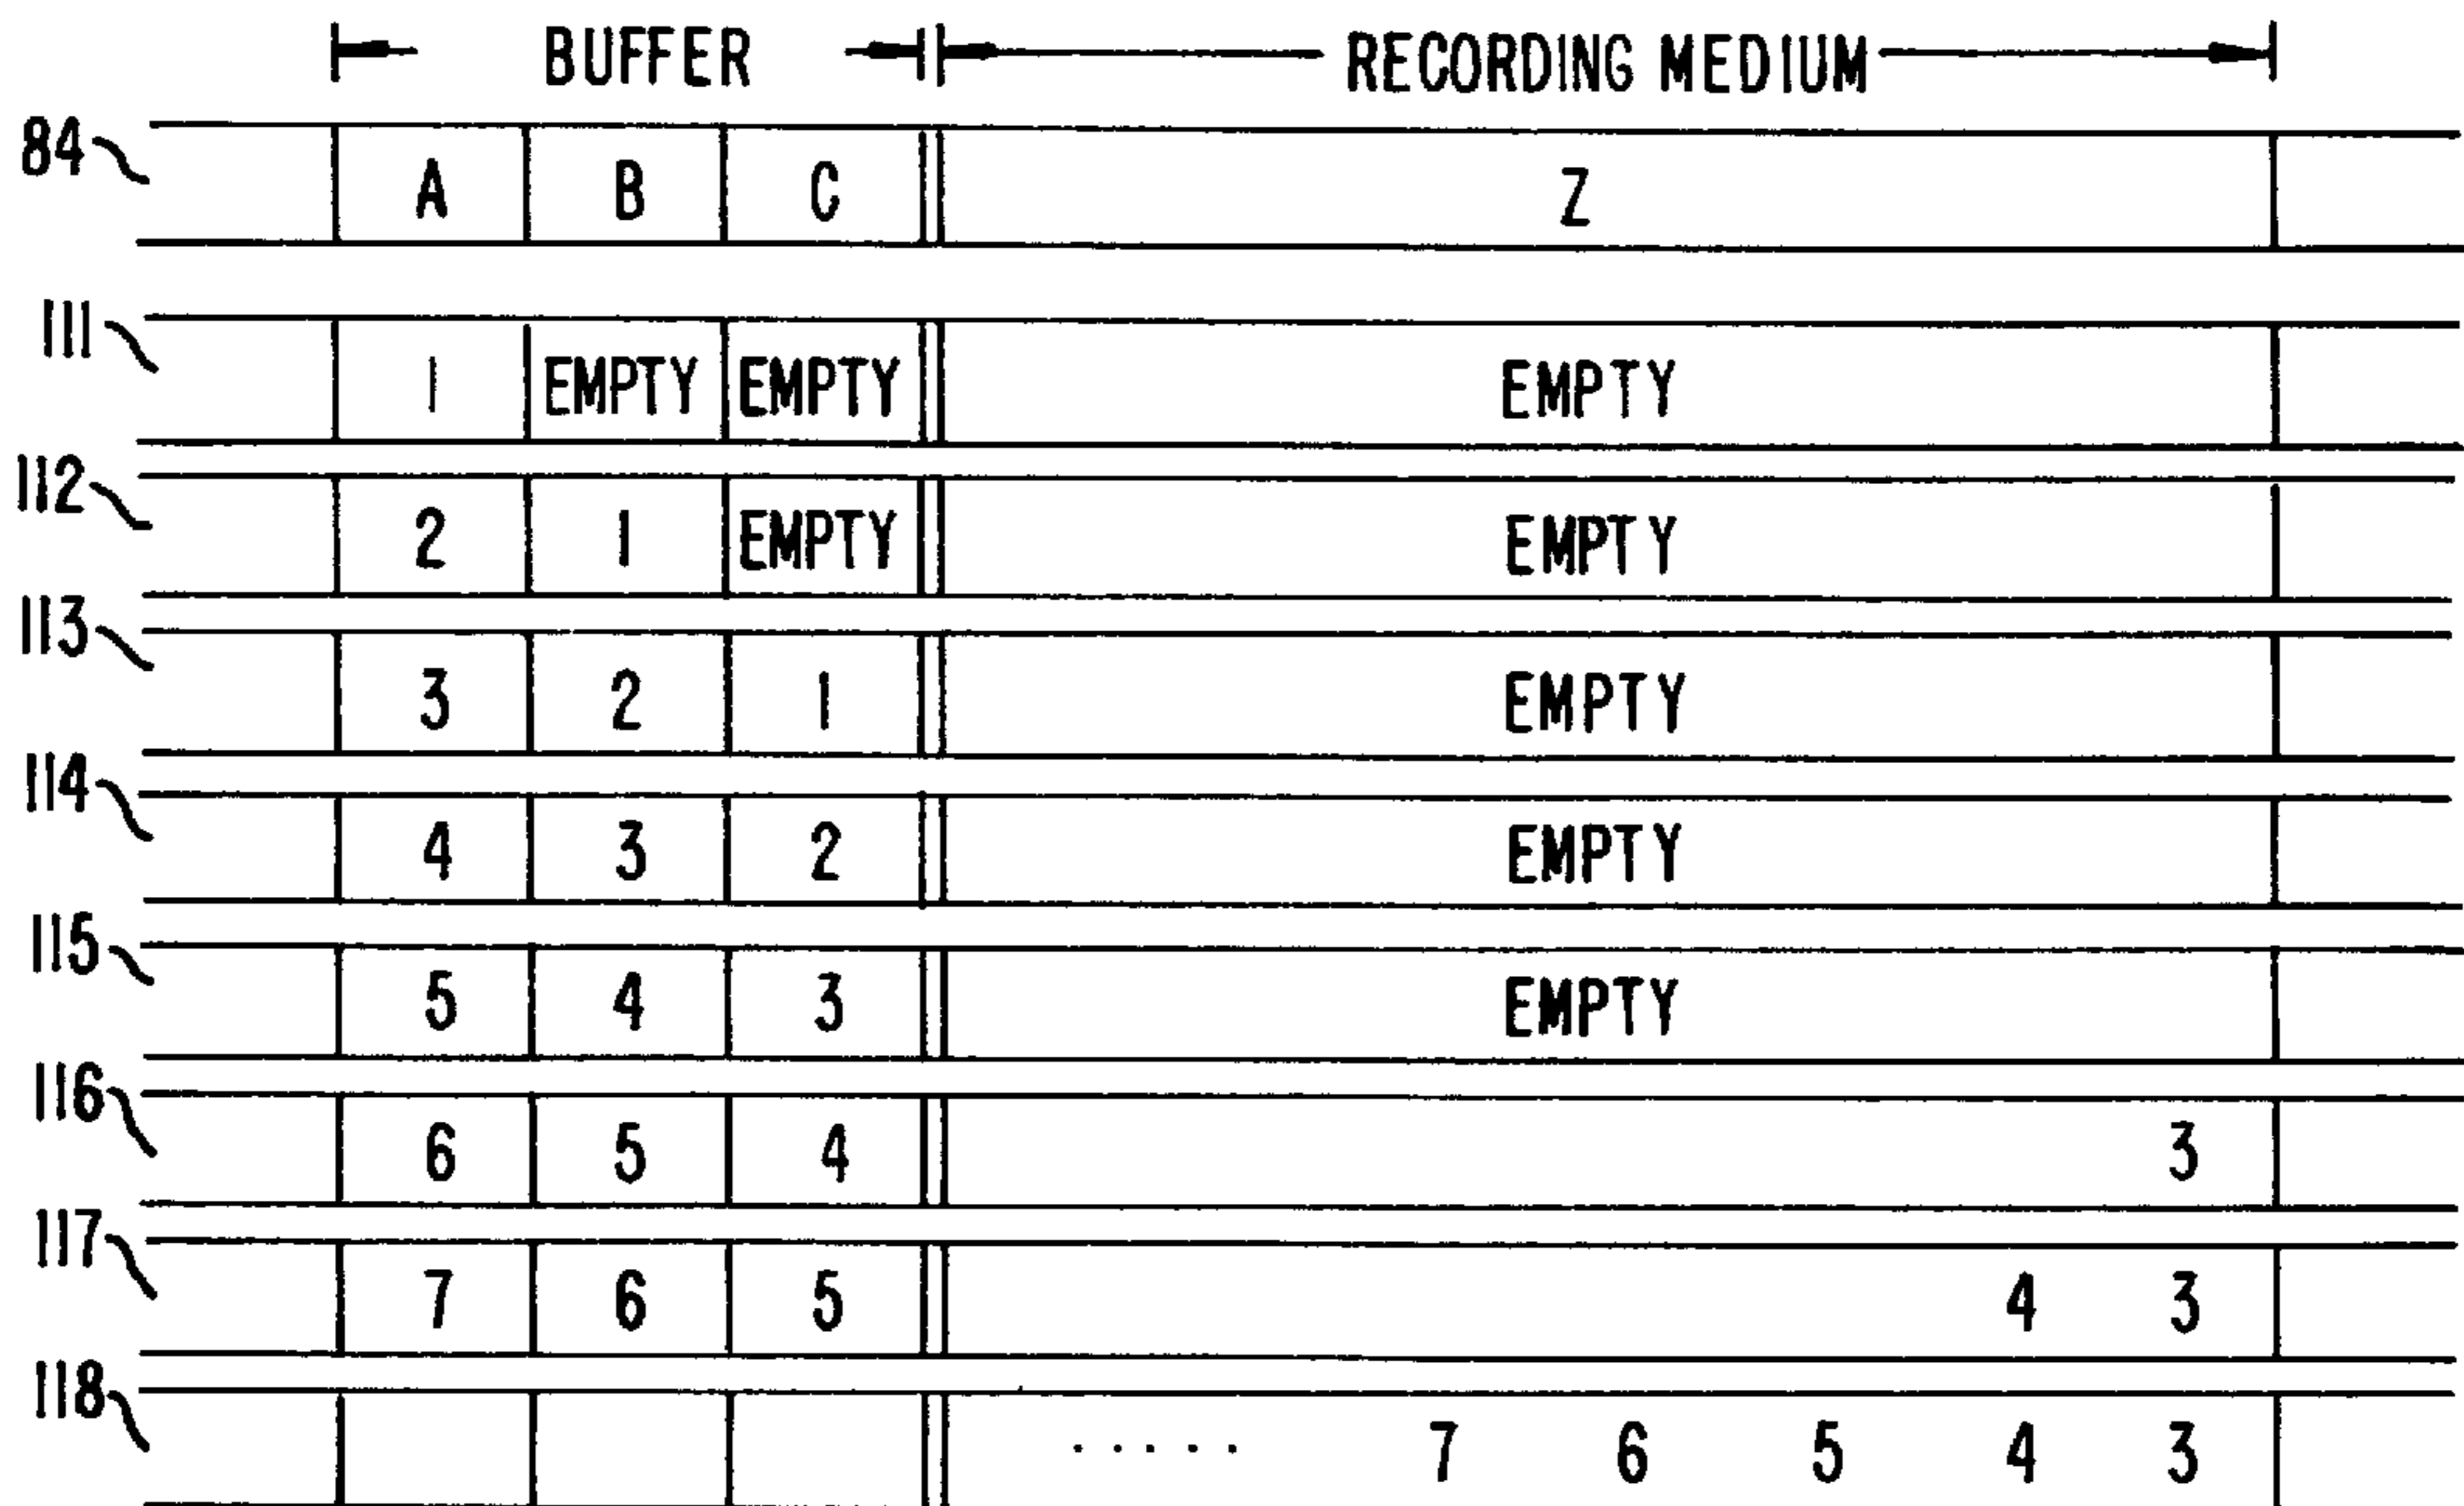 BUFFER RECORDING MEDIUM
84 A B C Z
111 1 EMPTY EMPTY EMPTY
112 2 1 EMPTY EMPTY
113 3 2 1 EMPTY
114 4 3 2 EMPTY
115 5 4 3 EMPTY
116 6 5 4 3
117 7 6 5 4 3
118 ..... 7 6 5 4 3